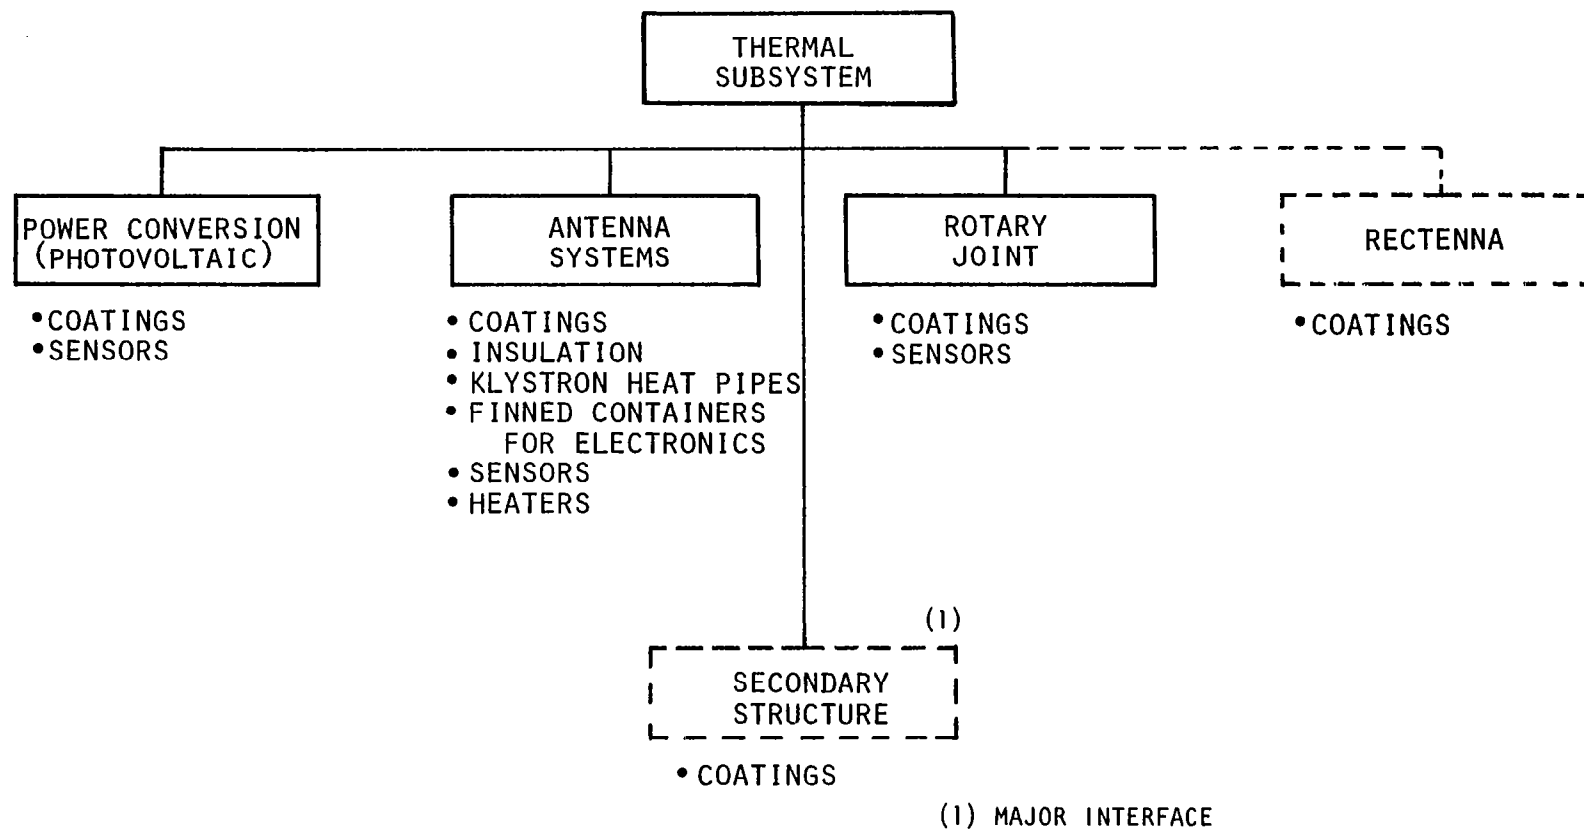 THERMAL
SUBSYSTEM
POWER CONVERSION
(PHOTOVOLTAIC)
•COATINGS
•SENSORS
ANTENNA
SYSTEMS
• COATINGS
• INSULATION
• KLYSTRON HEAT PIPES
• FINNED CONTAINERS
FOR ELECTRONICS
• SENSORS
• HEATERS
ROTARY
JOINT
•COATINGS
•SENSORS
RECTENNA
•COATINGS
(1)
SECONDARY
STRUCTURE
•COATINGS
(1) MAJOR INTERFACE